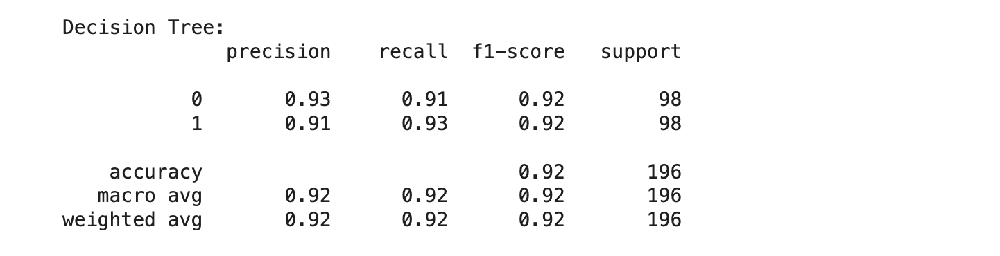 Decision Tree:
              precision    recall  f1-score   support

           0       0.93      0.91      0.92        98
           1       0.91      0.93      0.92        98

    accuracy                           0.92       196
   macro avg       0.92      0.92      0.92       196
weighted avg       0.92      0.92      0.92       196